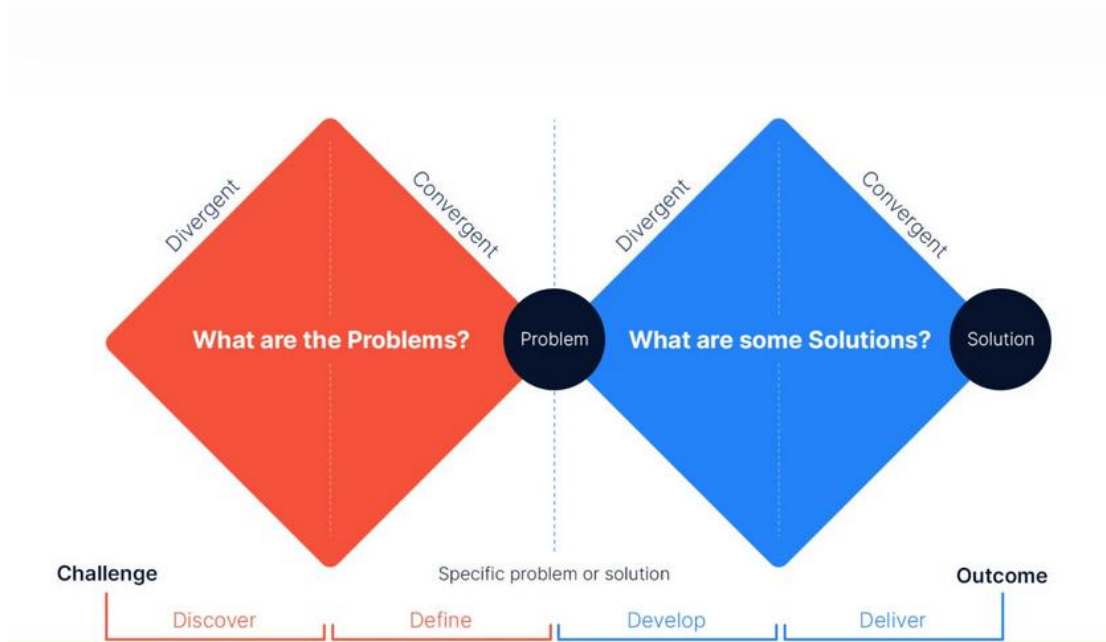 Divergent
Convergent
Divergent
Convergent
What are the Problems?
Problem
What are some Solutions?
Solution
Challenge
Specific problem or solution
Outcome
Discover
Define
Develop
Deliver